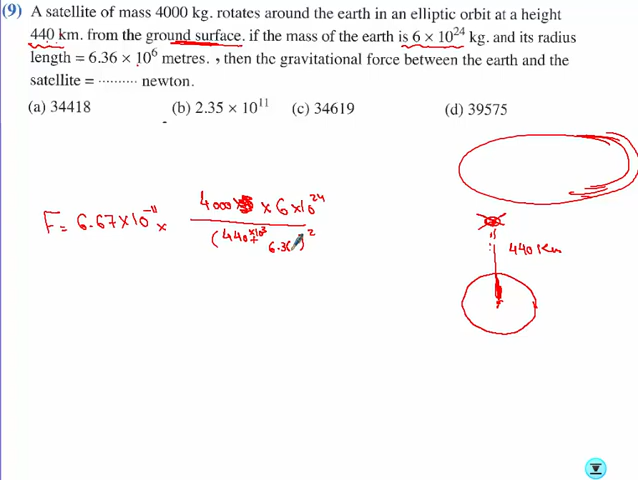 (9) A satellite of mass 4000 kg. rotates around the earth in an elliptic orbit at a height
440 km. from the ground surface. if the mass of the earth is 6 × 10²⁴ kg. and its radius
length = 6.36 × 10⁶ metres. , then the gravitational force between the earth and the
satellite = .......... newton.
(a) 34418 (b) 2.35 × 10¹¹ (c) 34619 (d) 39575
F = 6.67×10⁻¹¹ ×
4000 × 6×10²⁴
(440×10³ + 6.36)²
440 Km